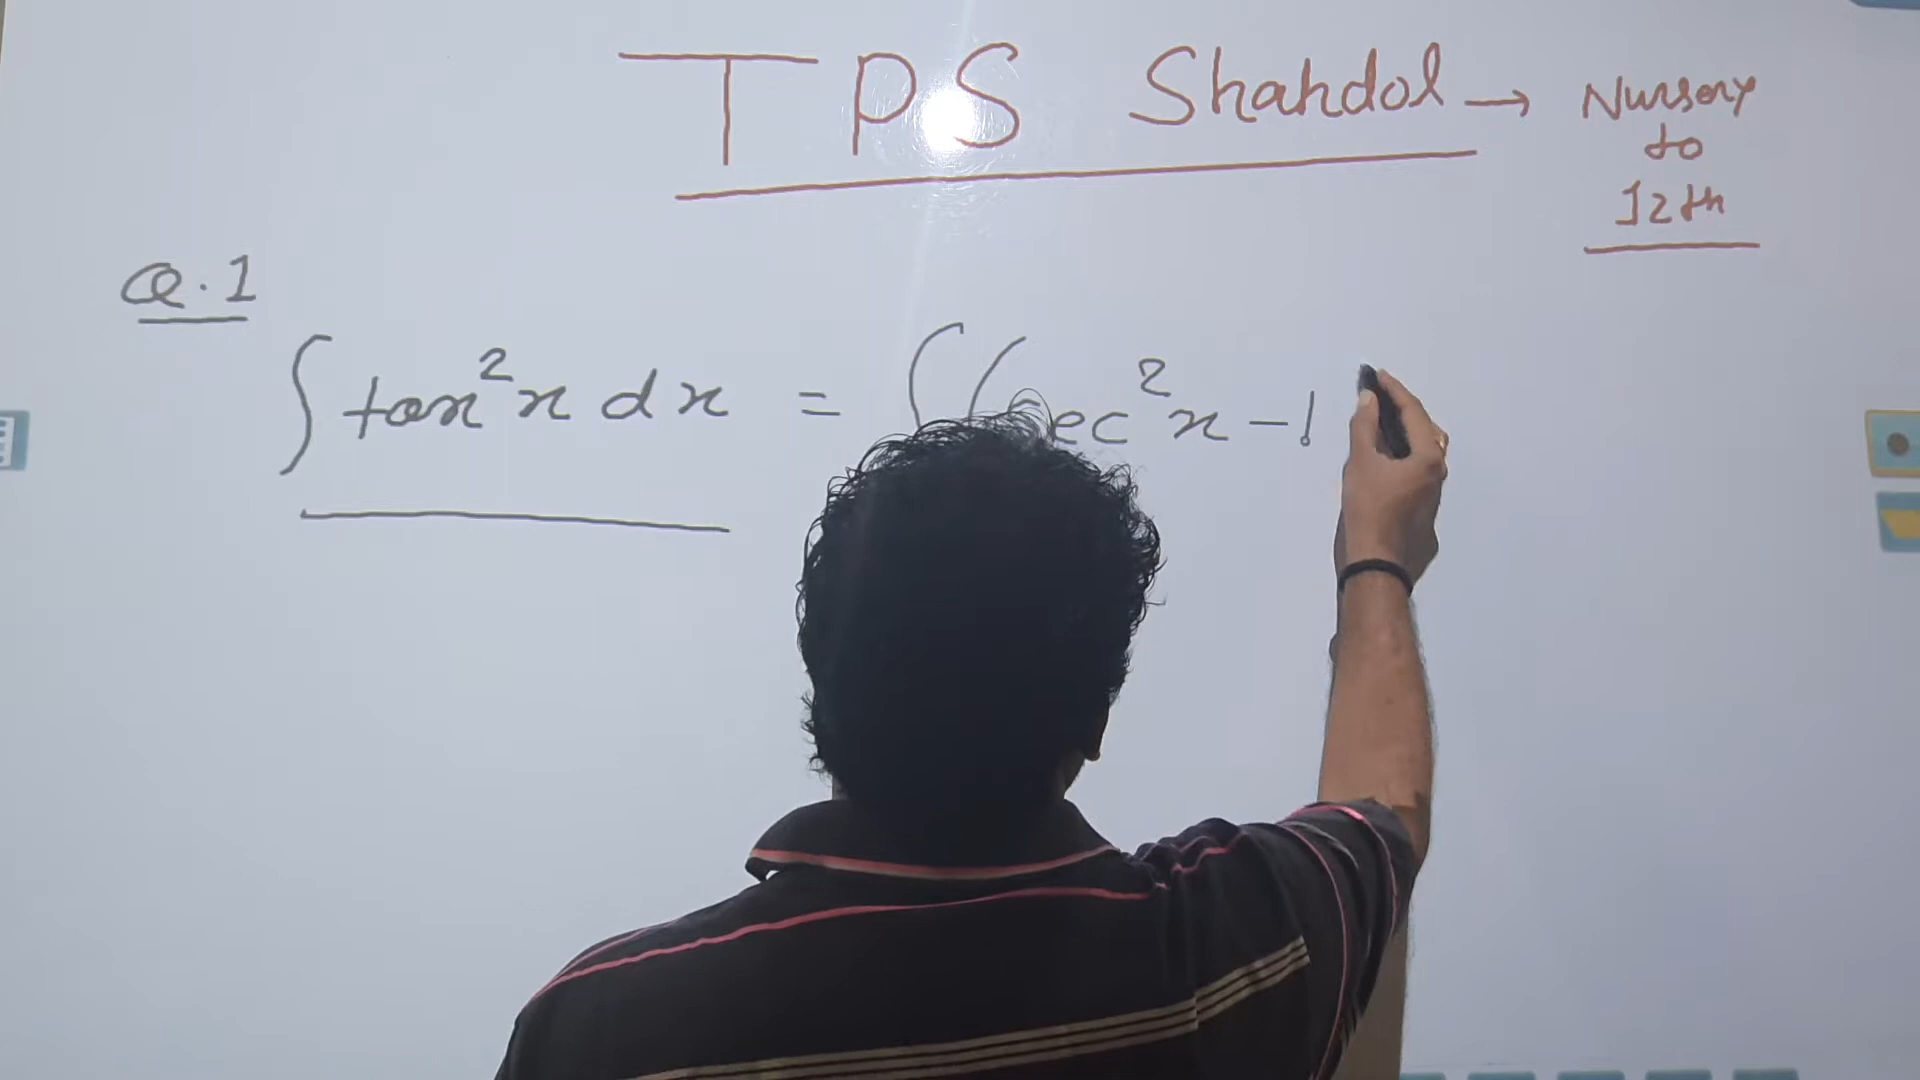 TPS Shahdol → Nursery
to
12th
Q.1
∫tan²x dx = ∫(sec²x - 1